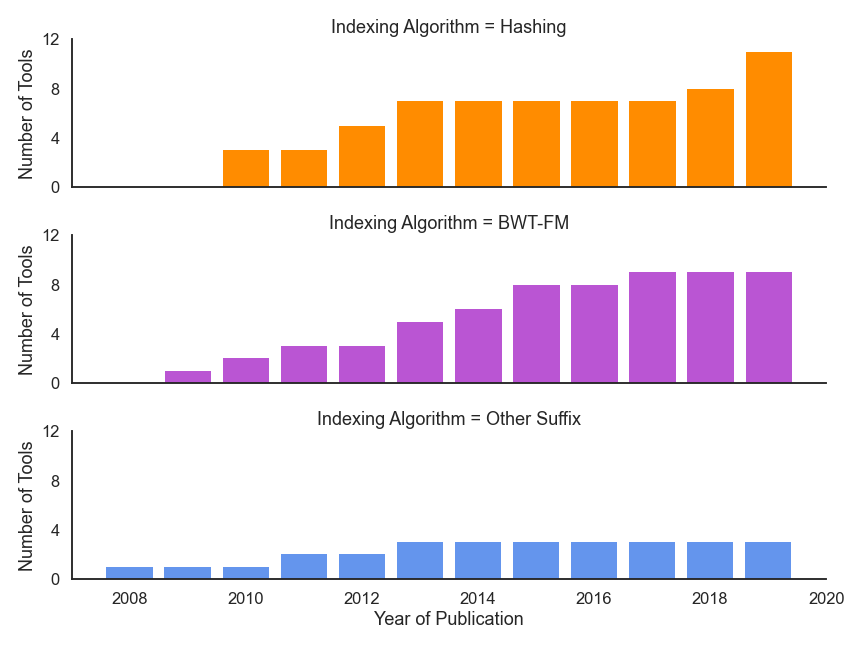 Indexing Algorithm = Hashing
Number of Tools
12
8
4
0
Indexing Algorithm = BWT-FM
Number of Tools
12
8
4
0
Indexing Algorithm = Other Suffix
Number of Tools
12
8
4
0
2008 2010 2012 2014 2016 2018 2020
Year of Publication